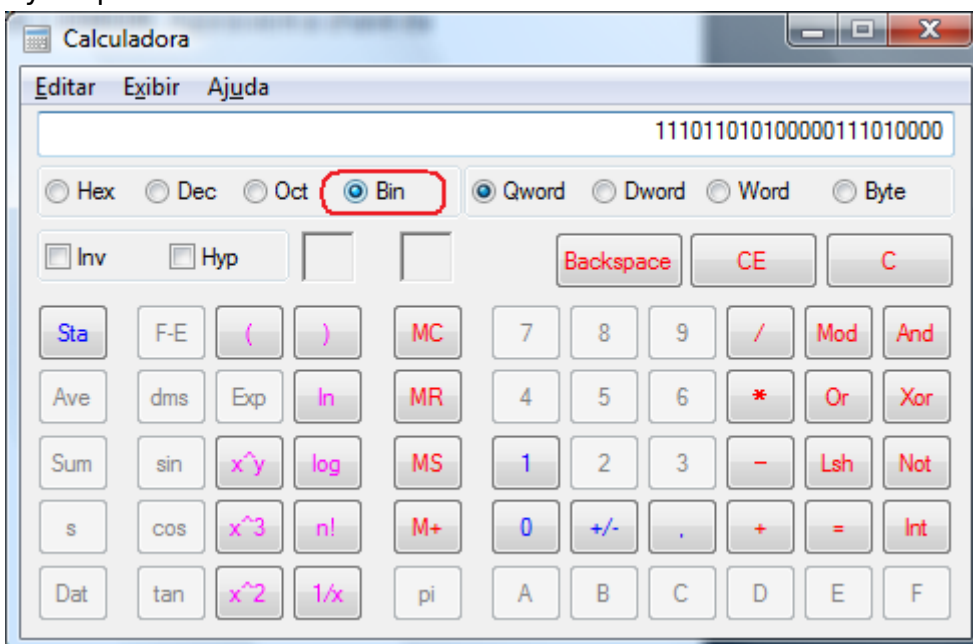 Calculadora
Editar Exibir Ajuda
111011010100000111010000
Hex Dec Oct Bin Qword Dword Word Byte
Inv Hyp Backspace CE C
Sta F-E ( ) MC 7 8 9 / Mod And
Ave dms Exp ln MR 4 5 6 * Or Xor
Sum sin x^y log MS 1 2 3 - Lsh Not
s cos x^3 n! M+ 0 +/- , + = Int
Dat tan x^2 1/x pi A B C D E F